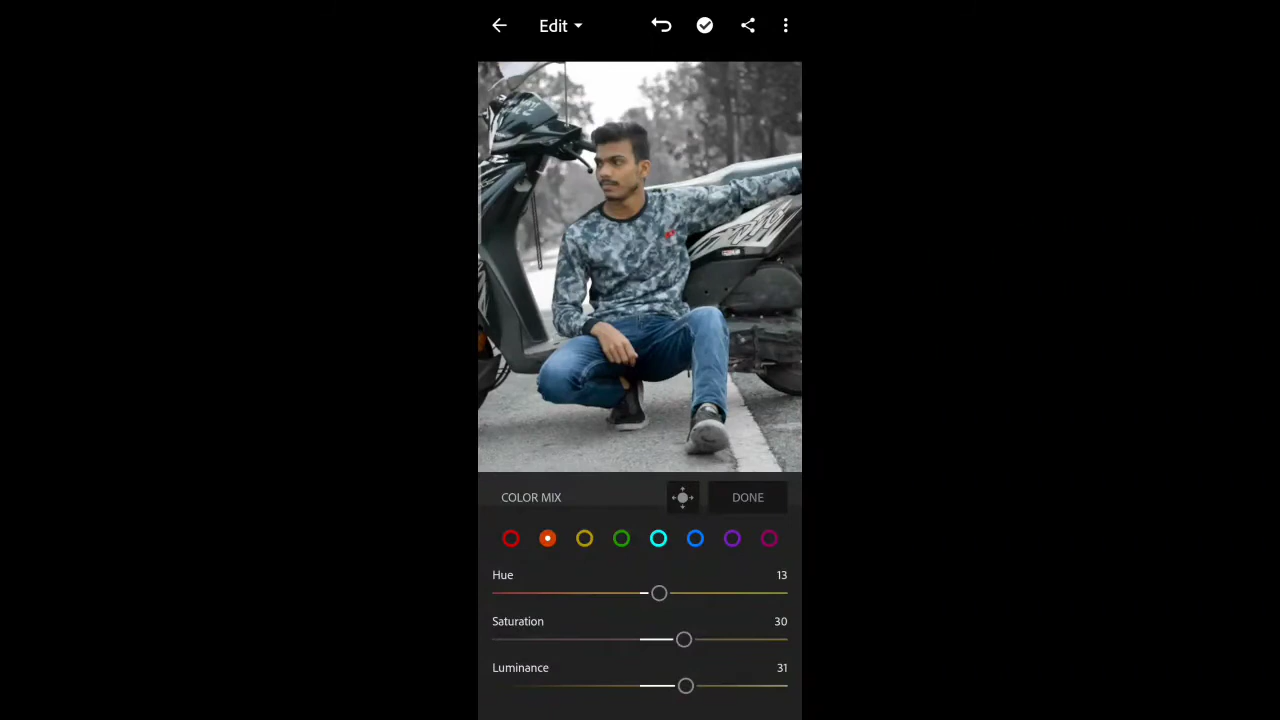 Edit
COLOR MIX
DONE
Hue
13
Saturation
30
Luminance
31